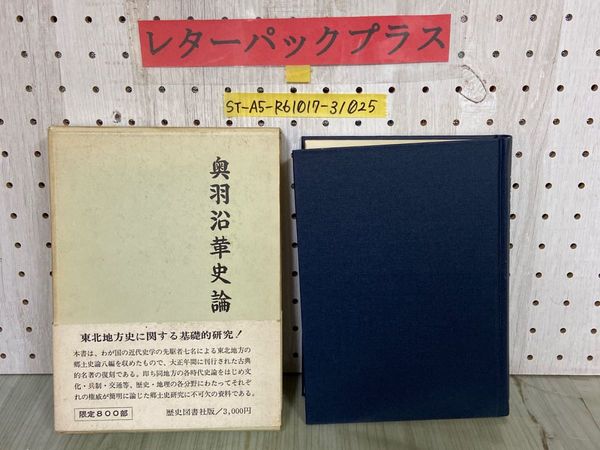 レターパックプラス
ST-A5-R61017-31025
奥羽沿革史論
東北地方史に関する基礎的研究!
本書は、わが国の近代史学の先駆者七名による東北地方の
郷土史論八編を収めたもので、大正年間に刊行された古典
的名著の復刻である。即ち同地方の各時代史論をはじめ文
化・兵制・交通等、歴史・地理の各分野にわたってそれぞ
れの権威が簡明に論じた郷土史研究に不可欠の資料である。
限定800部
歴史図書社版/3,000円